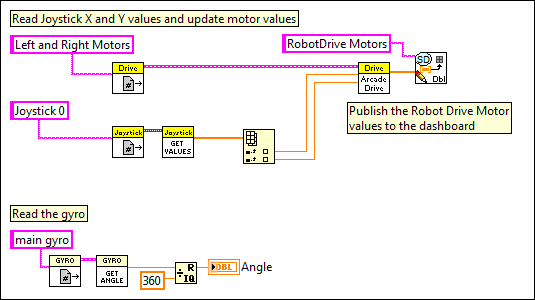 Read Joystick X and Y values and update motor values
Left and Right Motors
RobotDrive Motors
Drive
#
Drive
Arcade
Drive
SD
Dbl
Joystick 0
Publish the Robot Drive Motor
values to the dashboard
Joystick
#
Joystick
GET
VALUES
Read the gyro
main gyro
GYRO
#
GYRO
GET
ANGLE
360
R
IQ
DBL
Angle